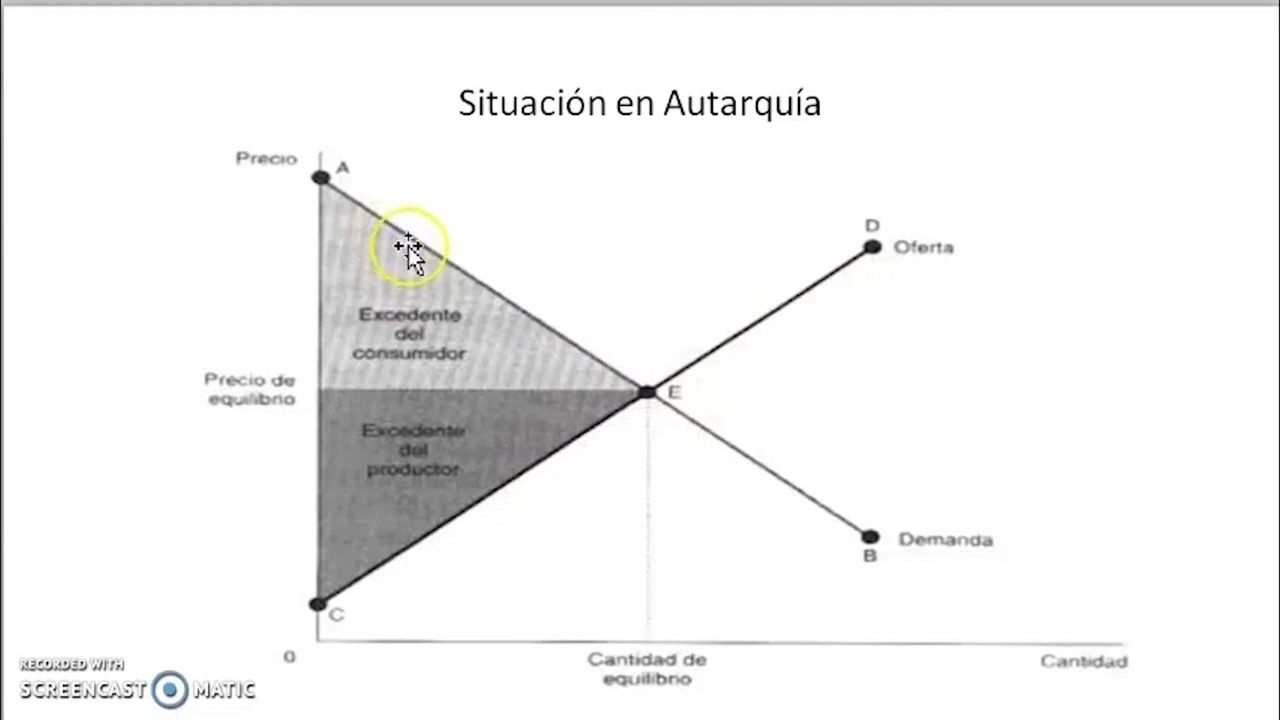 Situación en Autarquía
Precio
A
D
Oferta
Excedente
del
consumidor
Precio de
equilibrio
E
Excedente
del
productor
Demanda
B
C
0
Cantidad de
equilibrio
Cantidad
RECORDED WITH
SCREENCAST MATIC